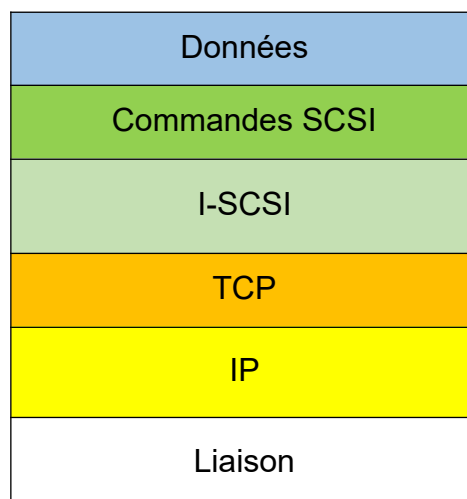 Données
Commandes SCSI
I-SCSI
TCP
IP
Liaison